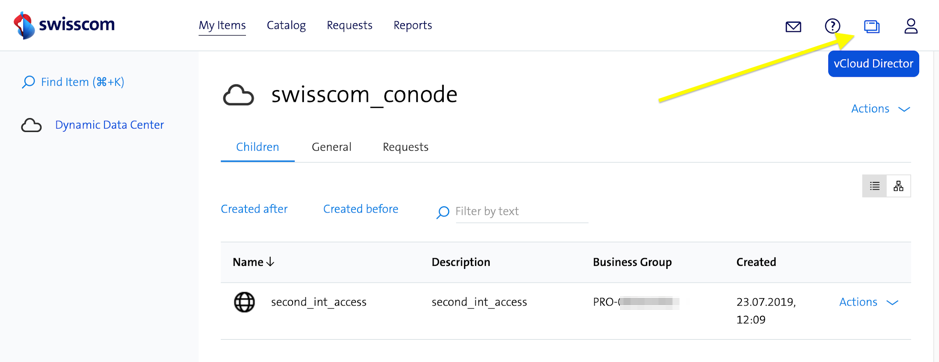 swisscom
My Items Catalog Requests Reports
vCloud Director
Find Item (⌘+K)
Dynamic Data Center
swisscom_conode
Actions
Children General Requests
Created after Created before Filter by text
Name Description Business Group Created
second_int_access second_int_access PRO- 23.07.2019, Actions
12:09